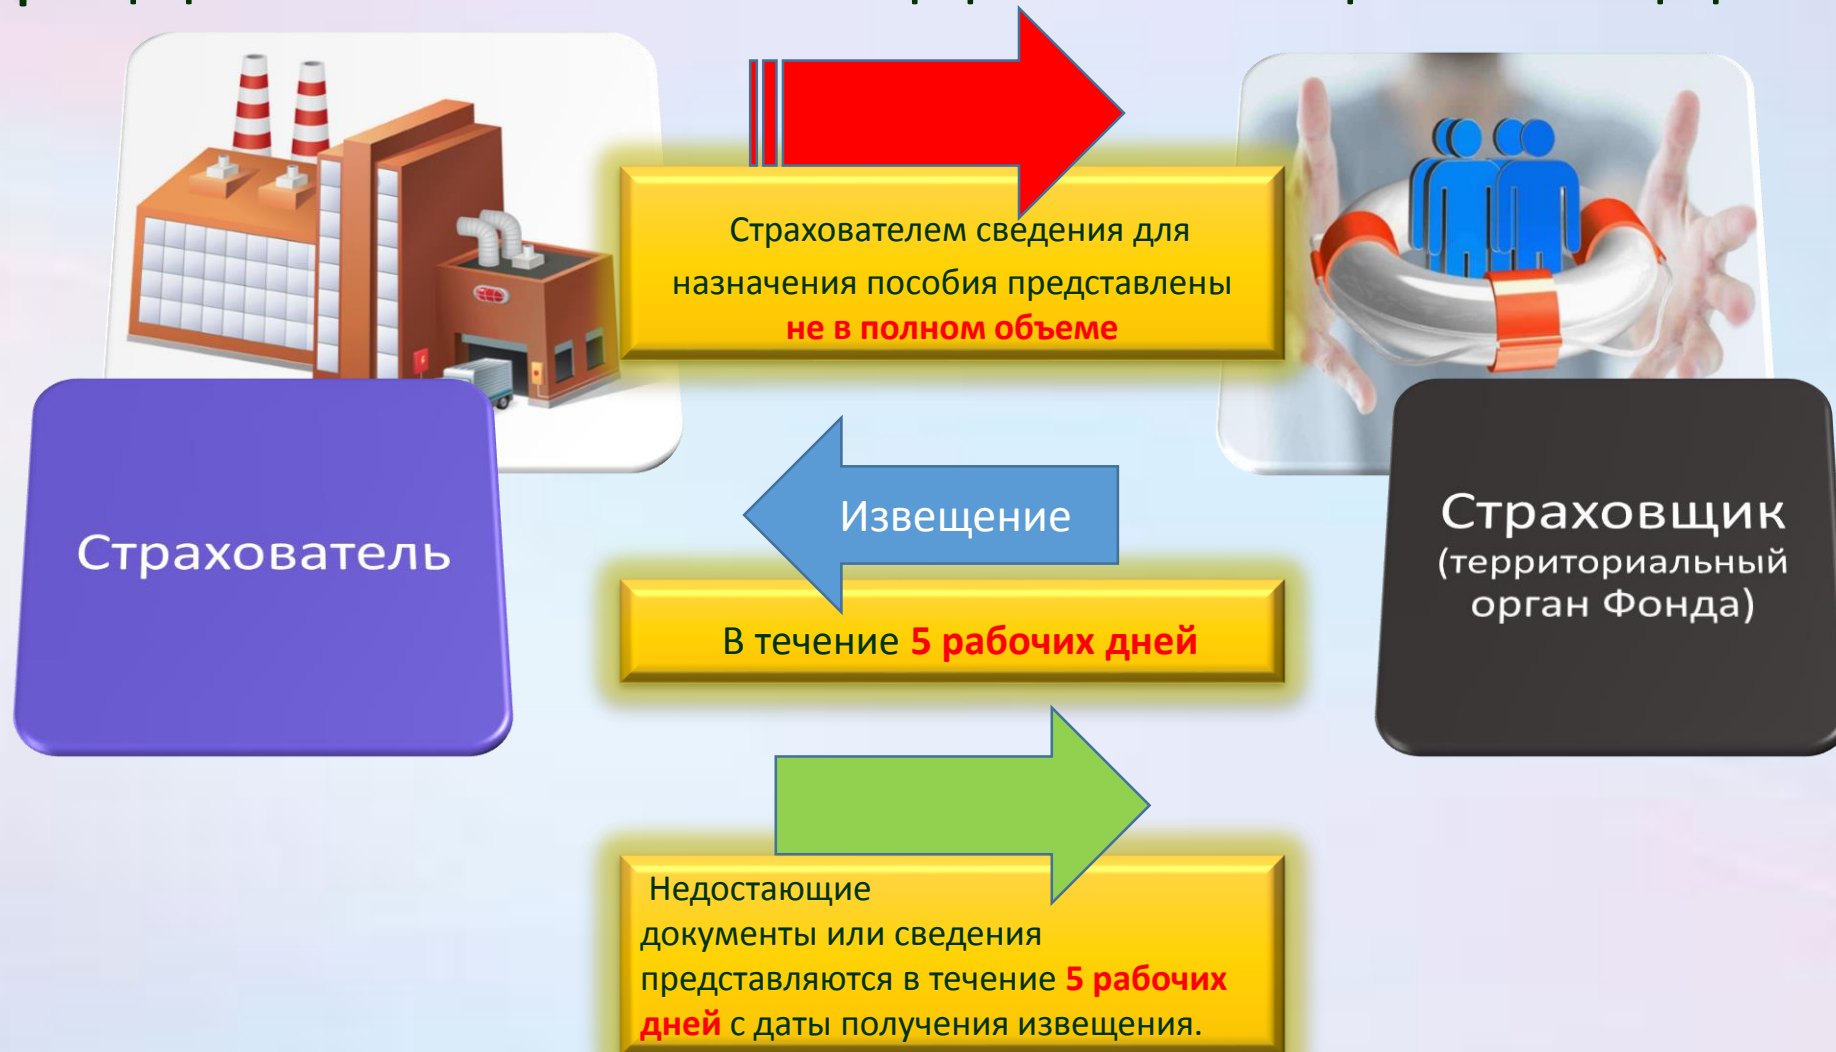 Страхователем сведения для
назначения пособия представлены
не в полном объеме
Извещение
Страхователь
Страховщик
(территориальный
орган Фонда)
В течение 5 рабочих дней
Недостающие
документы или сведения
представляются в течение 5 рабочих
дней с даты получения извещения.